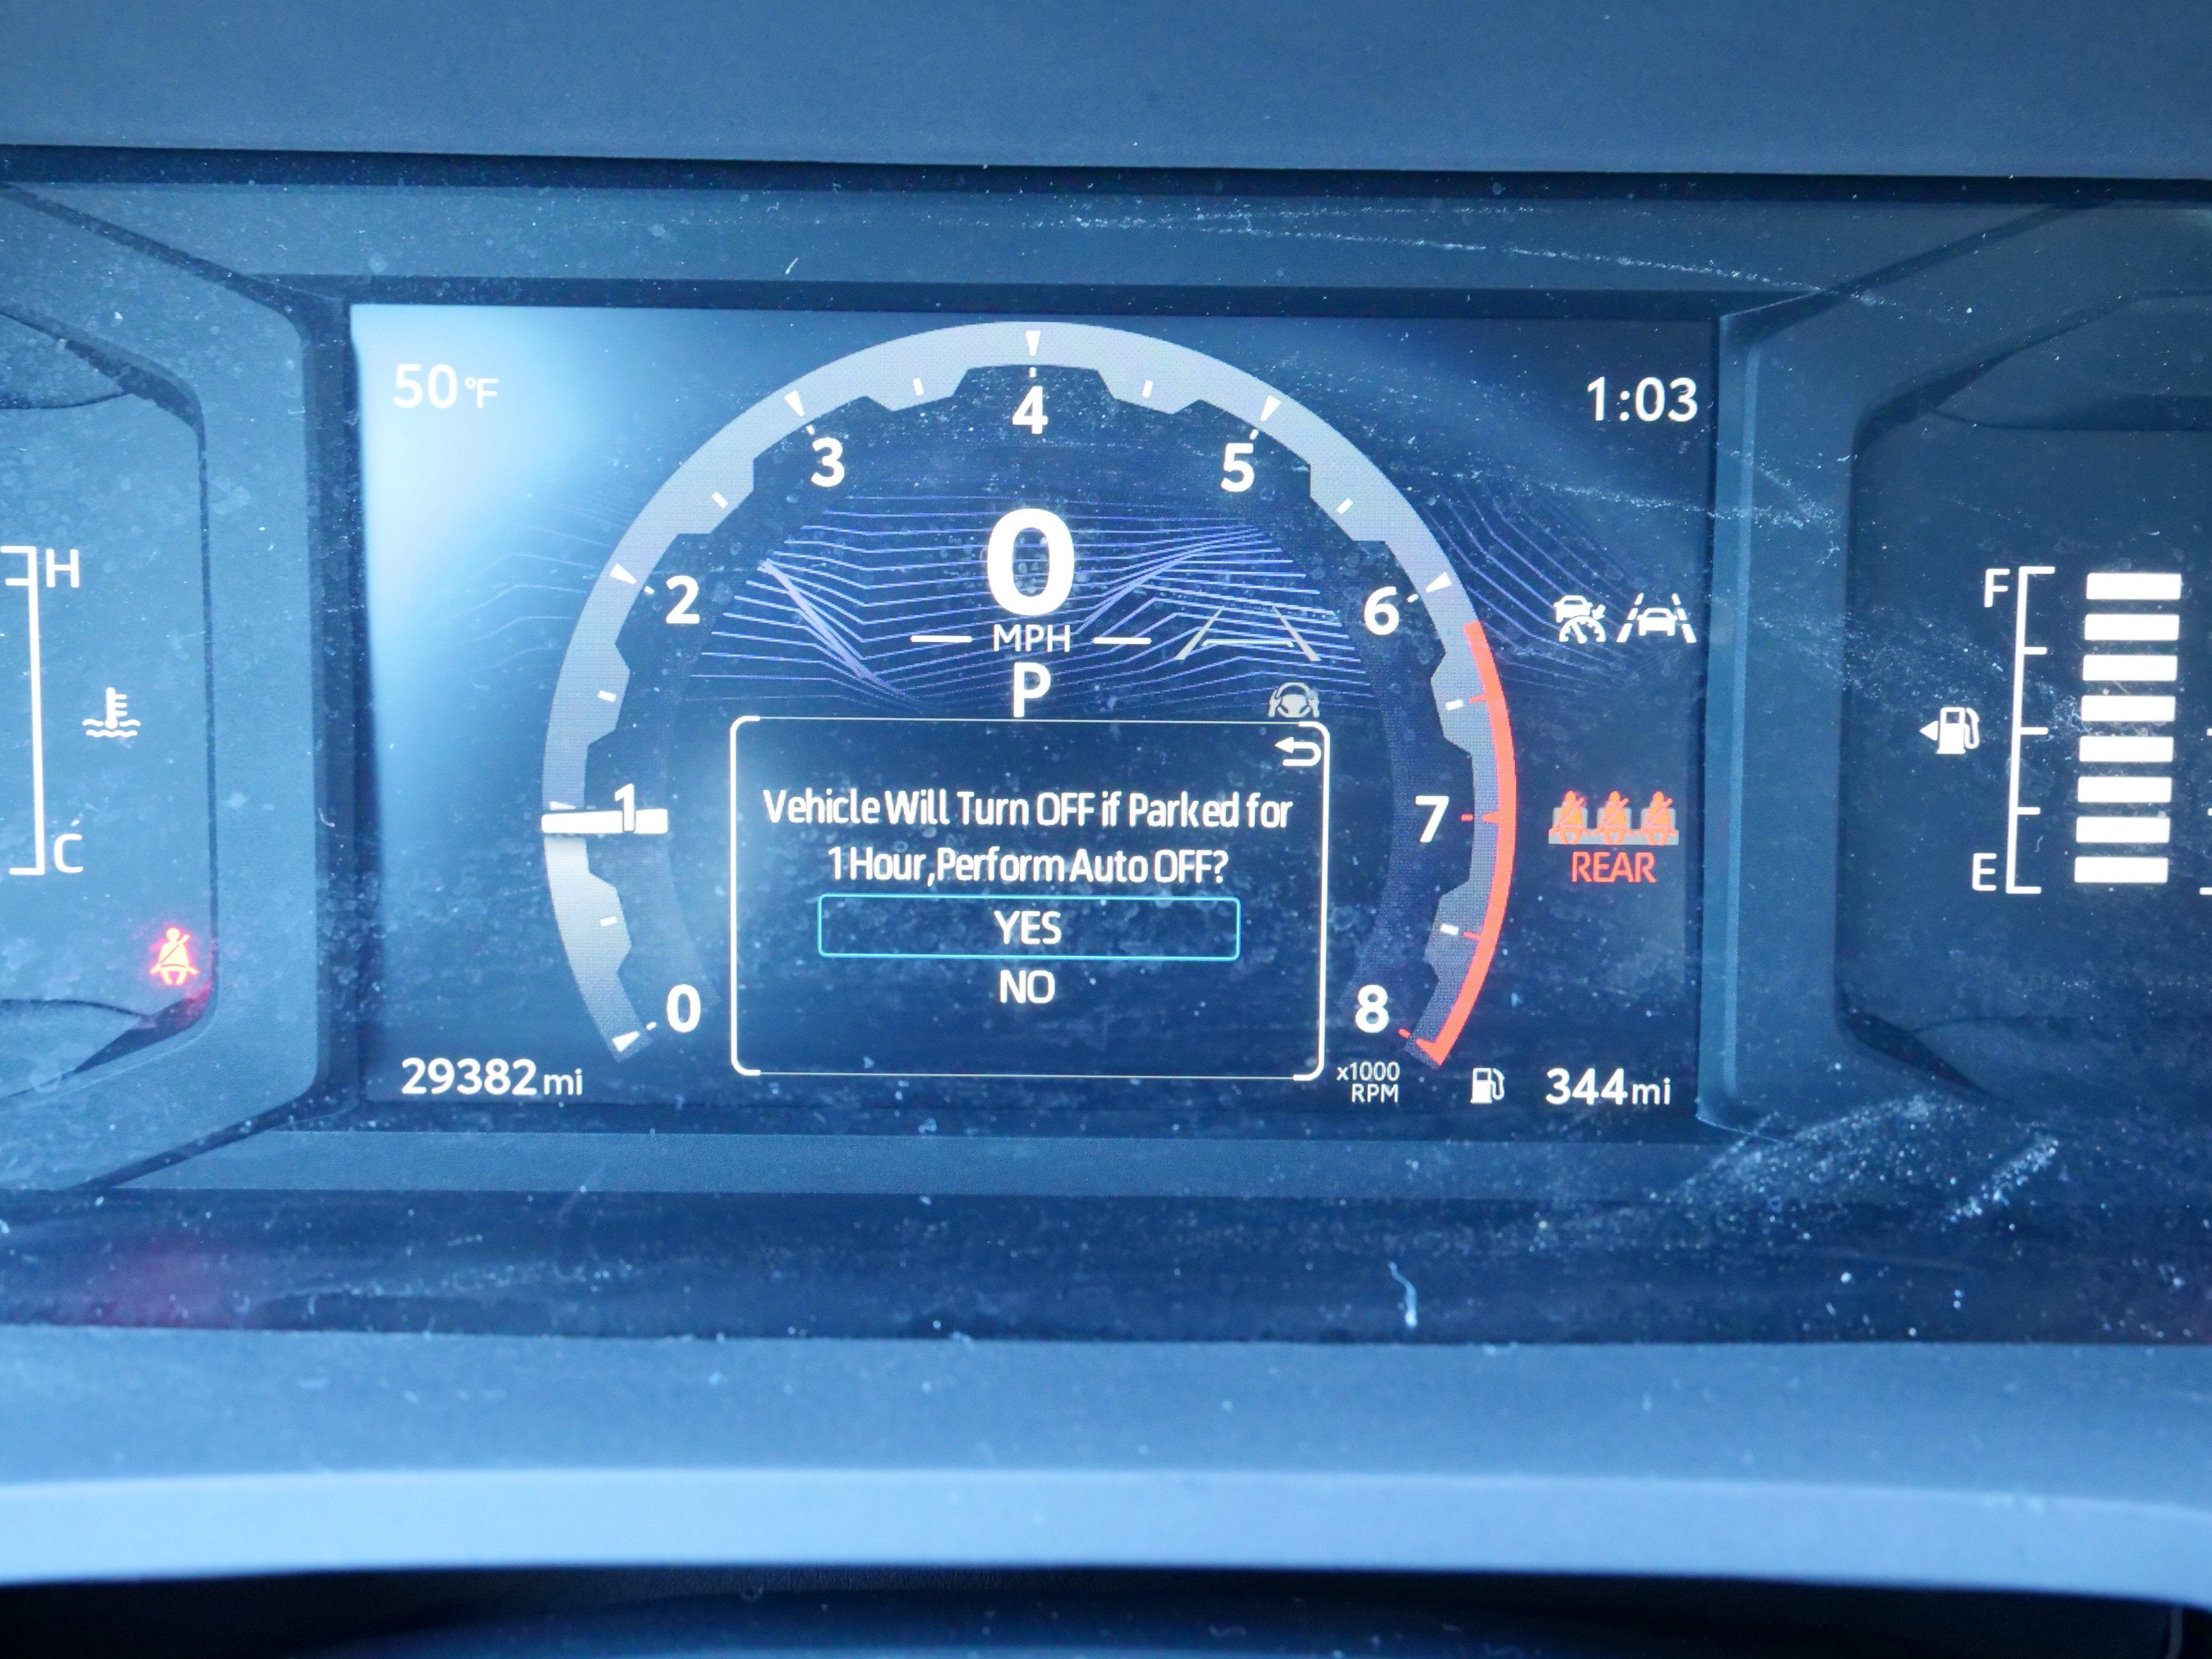 50°F
1:03
4
3
5
2
0
6
MPH
P
H
C
1
Vehicle Will Turn OFF if Parked for
1 Hour,Perform Auto OFF?
YES
NO
7
REAR
F
E
0
8
x1000
RPM
29382 mi
344 mi